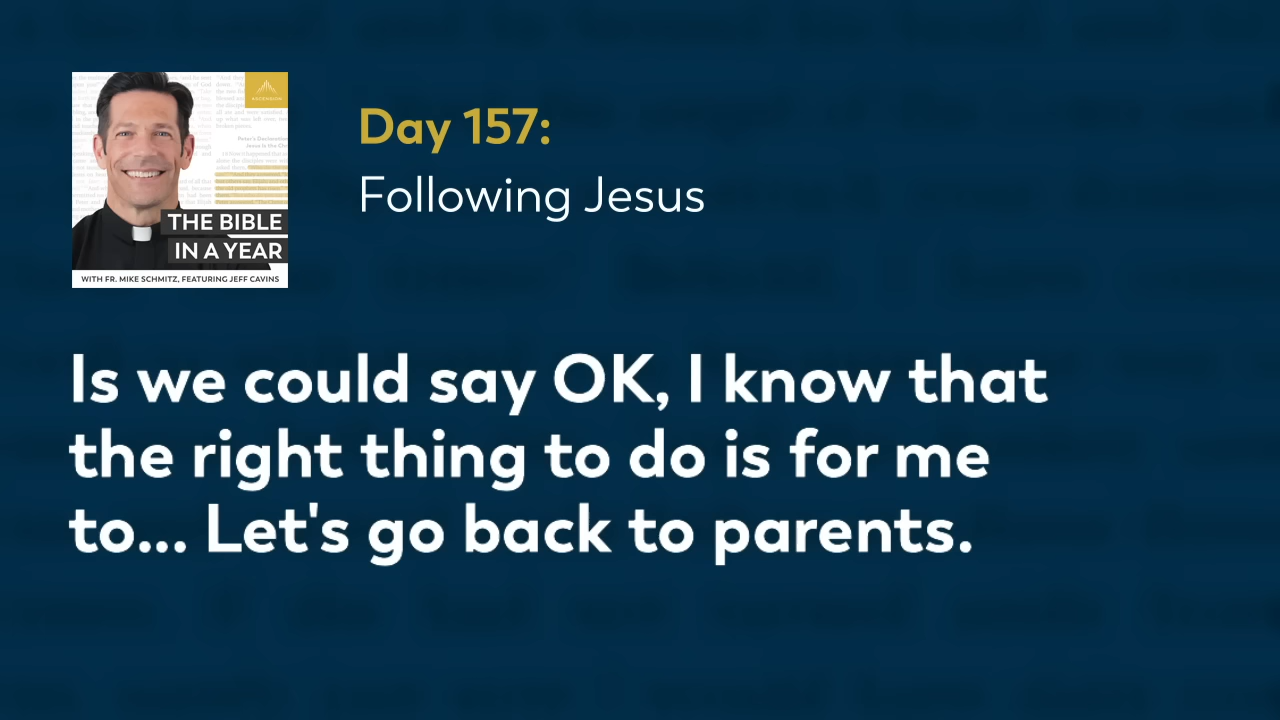 ASCENSION
THE BIBLE
IN A YEAR
WITH FR. MIKE SCHMITZ, FEATURING JEFF CAVINS
Day 157:
Following Jesus
Is we could say OK, I know that
the right thing to do is for me
to... Let's go back to parents.